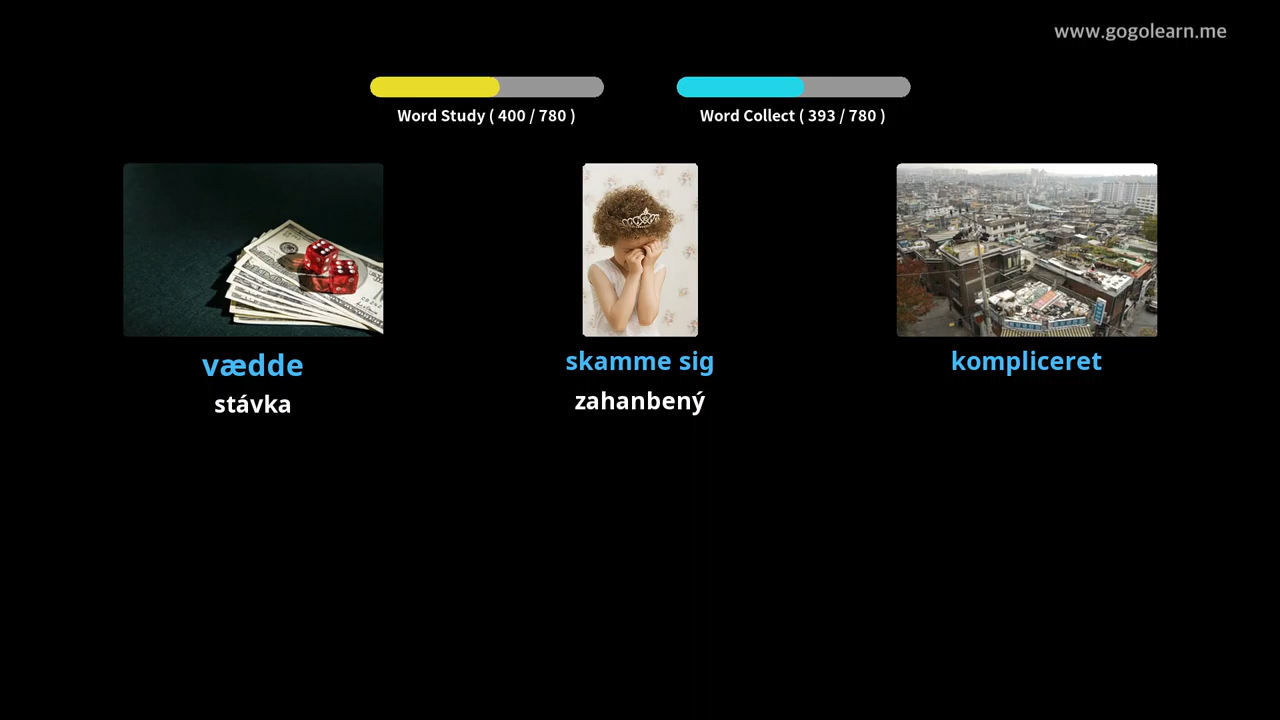 www.gogolearn.me
Word Study ( 400 / 780 )
Word Collect ( 393 / 780 )
vædde
stávka
skamme sig
zahanbený
kompliceret